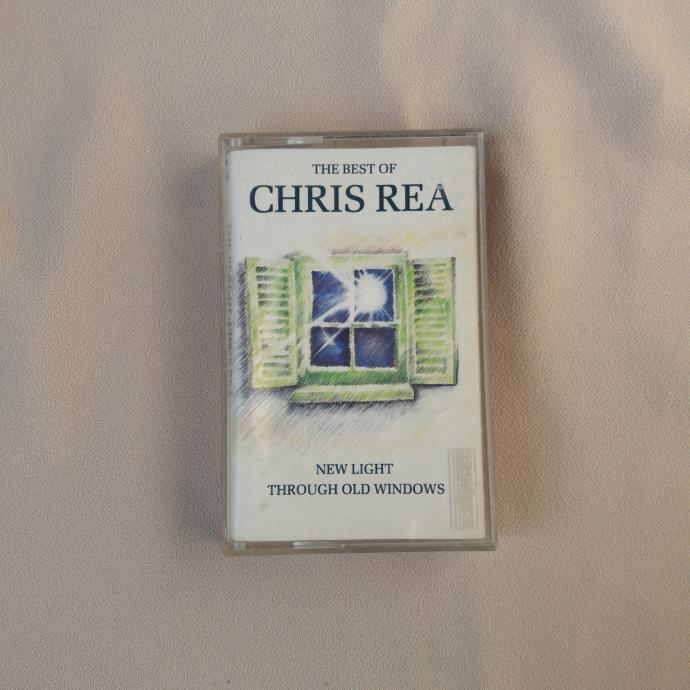 THE BEST OF
CHRIS REA
NEW LIGHT
THROUGH OLD WINDOWS